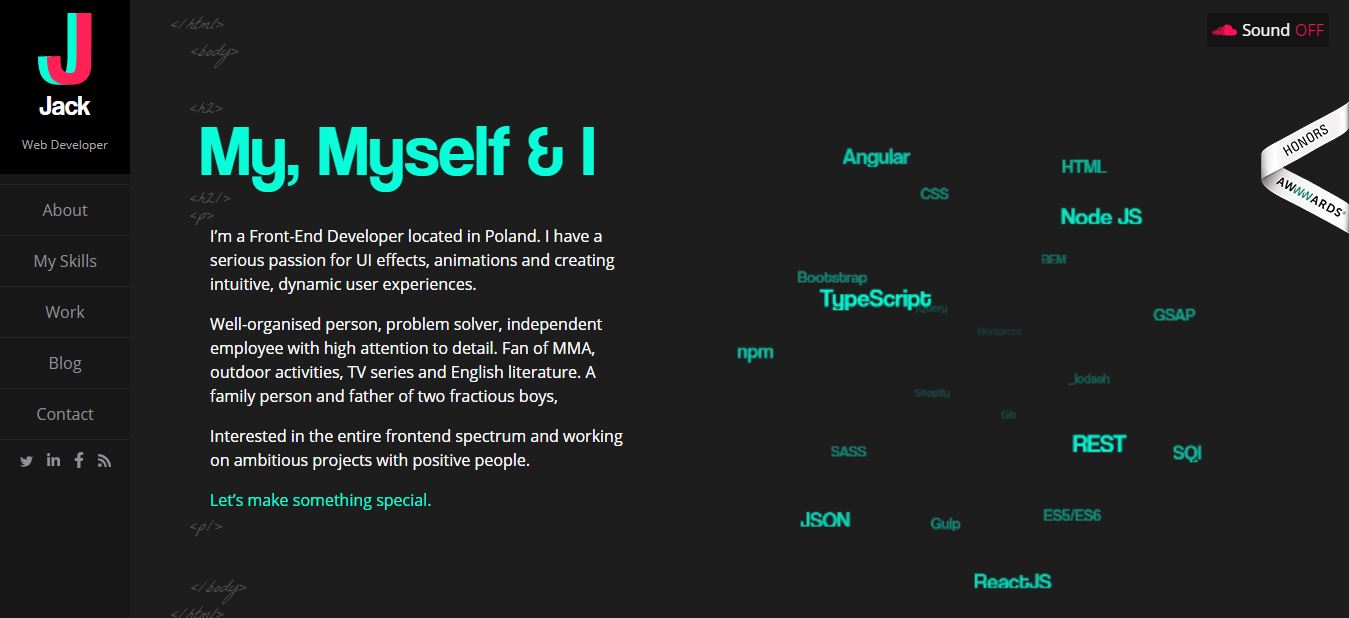 J
Jack
Web Developer
About
My Skills
Work
Blog
Contact
</html>
<body>
<h2>
My, Myself & I
<h2/>
<p>
I'm a Front-End Developer located in Poland. I have a
serious passion for UI effects, animations and creating
intuitive, dynamic user experiences.
Well-organised person, problem solver, independent
employee with high attention to detail. Fan of MMA,
outdoor activities, TV series and English literature. A
family person and father of two fractious boys,
Interested in the entire frontend spectrum and working
on ambitious projects with positive people.
Let's make something special.
<p/>
</body>
</html>
Sound OFF
HONORS
AWWWARDS
Angular
HTML
CSS
Node JS
BEM
Bootstrap
TypeScript
jQuery
GSAP
npm
_lodash
Shopify
Git
REST
SASS
SQl
JSON
ES5/ES6
Gulp
ReactJS